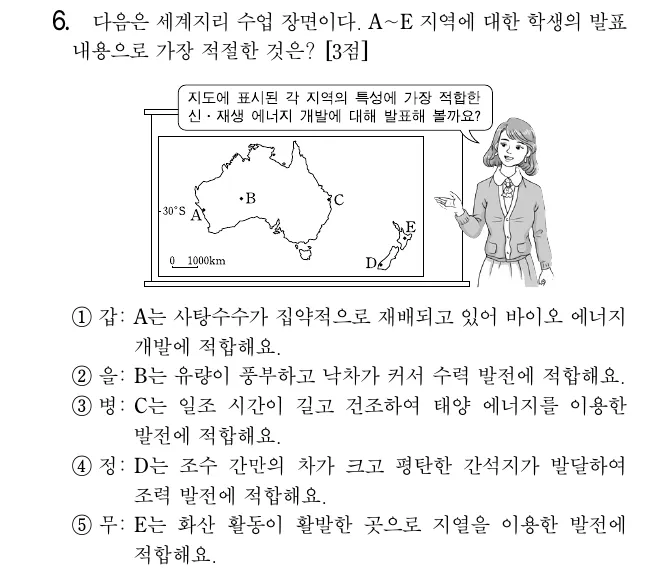 6. 다음은 세계지리 수업 장면이다. A~E 지역에 대한 학생의 발표
내용으로 가장 적절한 것은? [3점]
지도에 표시된 각 지역의 특성에 가장 적합한
신·재생 에너지 개발에 대해 발표해 볼까요?
B
C
30°S
A
E
D
0 1000km
① 갑: A는 사탕수수가 집약적으로 재배되고 있어 바이오 에너지
개발에 적합해요.
② 을: B는 유량이 풍부하고 낙차가 커서 수력 발전에 적합해요.
③ 병: C는 일조 시간이 길고 건조하여 태양 에너지를 이용한
발전에 적합해요.
④ 정: D는 조수 간만의 차가 크고 평탄한 간석지가 발달하여
조력 발전에 적합해요.
⑤ 무: E는 화산 활동이 활발한 곳으로 지열을 이용한 발전에
적합해요.